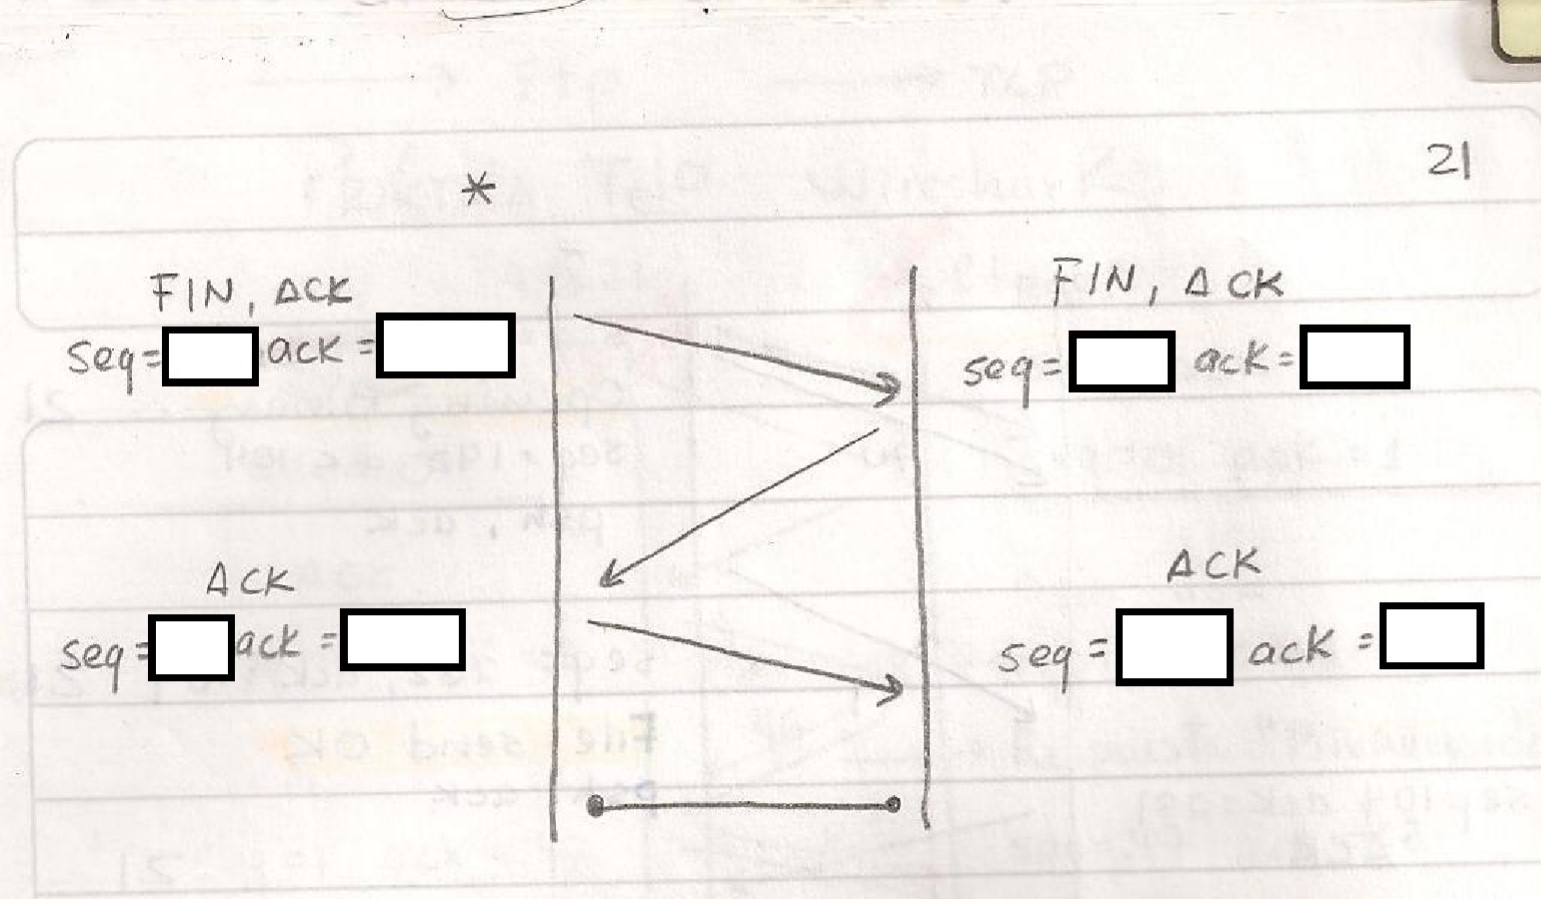 *
21
FIN, ACK
seq= ack =
FIN, ACK
seq= ack=
ACK
seq= ack =
ACK
seq= ack =